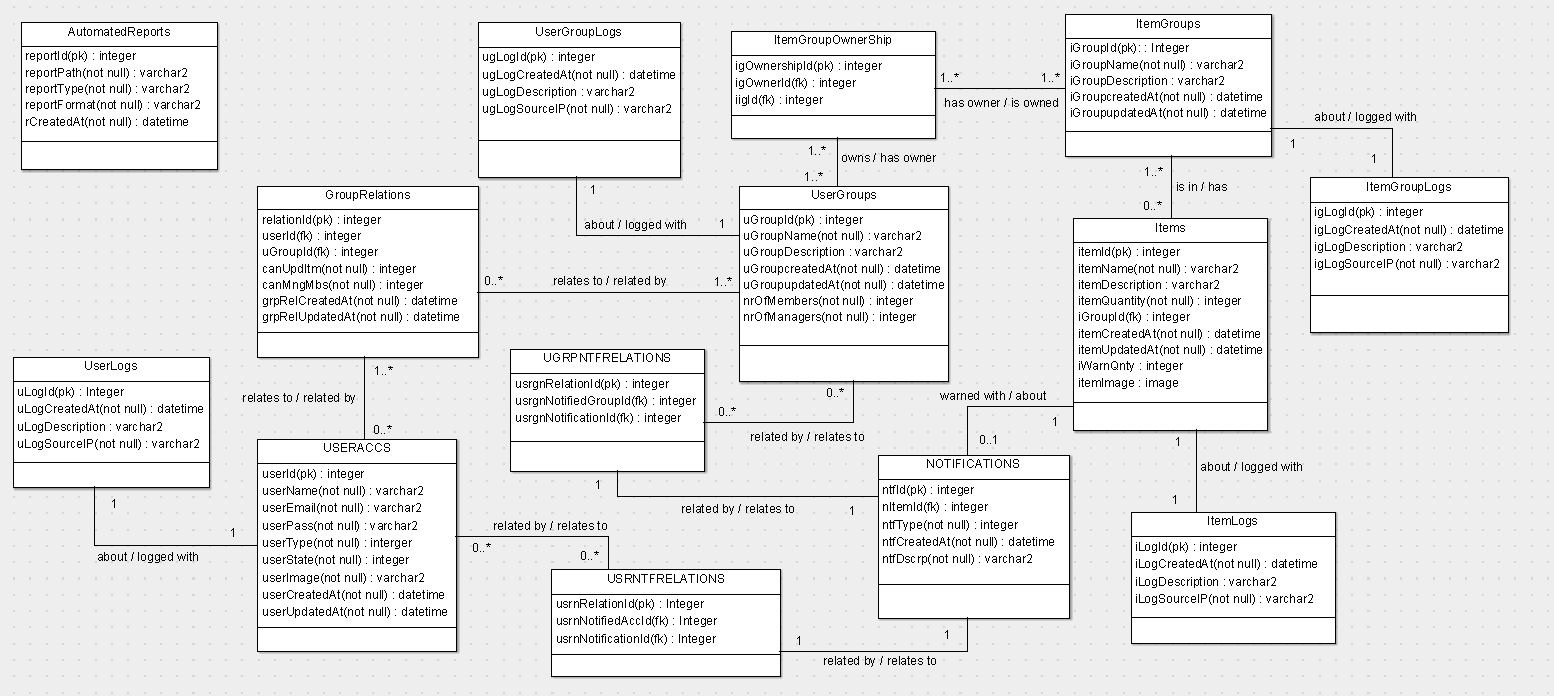 AutomatedReports
reportId(pk) : integer
reportPath(not null) : varchar2
reportType(not null) : varchar2
reportFormat(not null) : varchar2
rCreatedAt(not null) : datetime
UserGroupLogs
ugLogId(pk) : integer
ugLogCreatedAt(not null) : datetime
ugLogDescription : varchar2
ugLogSourceIP(not null) : varchar2
ItemGroupOwnerShip
igOwnershipId(pk) : integer
igOwnerId(fk) : integer
iigId(fk) : integer
1..*
1..*
has owner / is owned
ItemGroups
iGroupId(pk): : Integer
iGroupName(not null) : varchar2
iGroupDescription : varchar2
iGroupcreatedAt(not null) : datetime
iGroupupdatedAt(not null) : datetime
about / logged with
1
1
1..*
owns / has owner
1..*
1..*
is in / has
0..*
ItemGroupLogs
igLogId(pk) : integer
igLogCreatedAt(not null) : datetime
igLogDescription : varchar2
igLogSourceIP(not null) : varchar2
GroupRelations
relationId(pk) : integer
userId(fk) : integer
uGroupId(fk) : integer
canUpdItm(not null) : integer
canMngMbs(not null) : integer
grpRelCreatedAt(not null) : datetime
grpRelUpdatedAt(not null) : datetime
1
about / logged with
1
0..*
relates to / related by
1..*
UserGroups
uGroupId(pk) : integer
uGroupName(not null) : varchar2
uGroupDescription : varchar2
uGroupcreatedAt(not null) : datetime
uGroupupdatedAt(not null) : datetime
nrOfMembers(not null) : integer
nrOfManagers(not null) : integer
Items
itemId(pk) : integer
itemName(not null) : varchar2
itemDescription : varchar2
itemQuantity(not null) : integer
iGroupId(fk) : integer
itemCreatedAt(not null) : datetime
itemUpdatedAt(not null) : datetime
iWarnQnty : integer
itemImage : image
UserLogs
uLogId(pk) : Integer
uLogCreatedAt(not null) : datetime
uLogDescription : varchar2
uLogSourceIP(not null) : varchar2
1..*
relates to / related by
0..*
UGRPNTFRELATIONS
usrgnRelationId(pk) : integer
usrgnNotifiedGroupId(fk) : integer
usrgnNotificationId(fk) : integer
0..*
0..*
related by / relates to
warned with / about
1
0..1
1
about / logged with
1
USERACCS
userId(pk) : integer
userName(not null) : varchar2
userEmail(not null) : varchar2
userPass(not null) : varchar2
userType(not null) : interger
userState(not null) : integer
userImage(not null) : varchar2
userCreatedAt(not null) : datetime
userUpdatedAt(not null) : datetime
1
1
about / logged with
1
related by / relates to
1
NOTIFICATIONS
ntfId(pk) : integer
nItemId(fk) : integer
ntfType(not null) : integer
ntfCreatedAt(not null) : datetime
ntfDscrp(not null) : varchar2
related by / relates to
0..*
0..*
USRNTFRELATIONS
usrnRelationId(pk) : Integer
usrnNotifiedAccId(fk) : Integer
usrnNotificationId(fk) : Integer
1
1
related by / relates to
ItemLogs
iLogId(pk) : integer
iLogCreatedAt(not null) : datetime
iLogDescription : varchar2
iLogSourceIP(not null) : varchar2